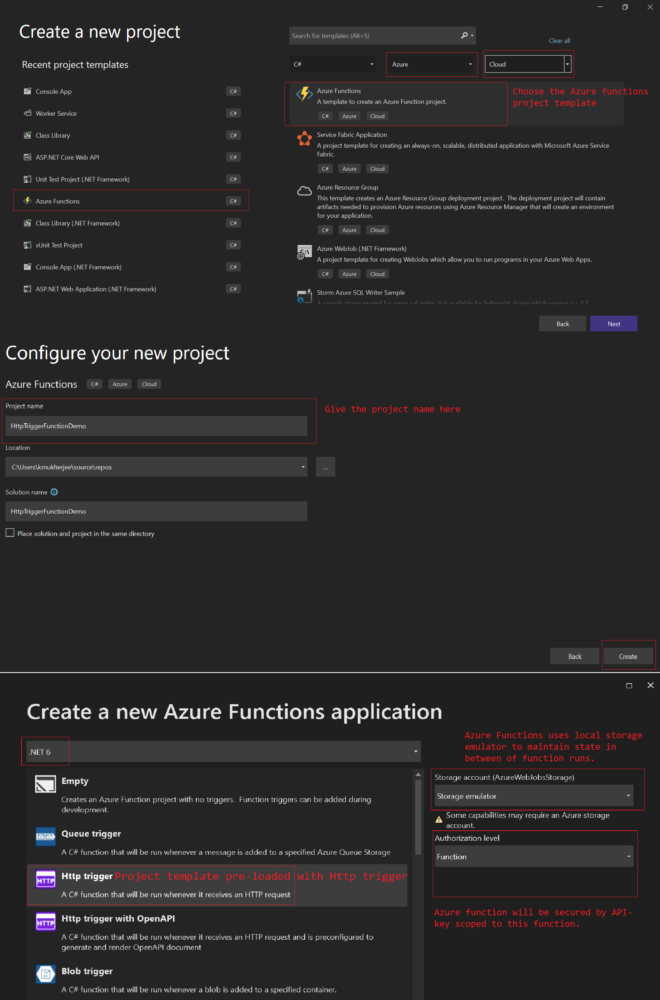 Create a new project
Search for templates (Alt+S)
Clear all
Recent project templates
C#
Azure
Cloud
Console App C#
Worker Service C#
Class Library C#
ASP.NET Core Web API C#
Unit Test Project (.NET Framework) C#
Azure Functions C#
Class Library (.NET Framework) C#
xUnit Test Project C#
Console App (.NET Framework) C#
ASP.NET Web Application (.NET Framework) C#
Azure Functions
A template to create an Azure Function project.
C# Azure Cloud
Choose the Azure functions
project template
Service Fabric Application
A project template for creating an always-on, scalable, distributed application with Microsoft Azure Service
Fabric.
C# Azure Cloud
Azure Resource Group
This template creates an Azure Resource Group deployment project. The deployment project will contain
artifacts needed to provision Azure resources using Azure Resource Manager that will create an environment
for your application.
C# Azure Cloud
Azure WebJob (.NET Framework)
A project template for creating WebJobs which allow you to run programs in your Azure Web Apps.
C# Azure Cloud
Storm Azure SQL Writer Sample
A sample storm project for azure sql writer, it is available for hdinsight cluster which version >= 3.2
Back
Next
Configure your new project
Azure Functions C# Azure Cloud
Project name
HttpTriggerFunctionDemo
Give the project name here
Location
C:\Users\kmukherjee\source\repos
...
Solution name
HttpTriggerFunctionDemo
Place solution and project in the same directory
Back
Create
Create a new Azure Functions application
.NET 6
Empty
Creates an Azure Function project with no triggers. Function triggers can be added during
development.
Queue trigger
A C# function that will be run whenever a message is added to a specified Azure Queue Storage
Http trigger Project template pre-loaded with Http trigger
A C# function that will be run whenever it receives an HTTP request
Http trigger with OpenAPI
A C# function that will be run whenever it receives an HTTP request and is preconfigured to
generate and render OpenAPI document
Blob trigger
A C# function that will be run whenever a blob is added to a specified container.
Azure Functions uses local storage
emulator to maintain state in
between of function runs.
Storage account (AzureWebJobsStorage)
Storage emulator
Some capabilities may require an Azure storage
account.
Authorization level
Function
Azure function will be secured by API-
key scoped to this function.
HTTP
HTTP